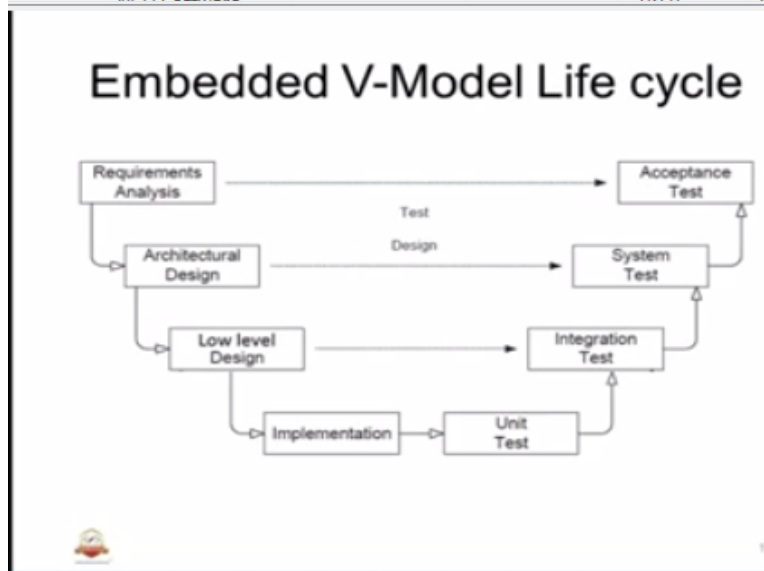 Embedded V-Model Life cycle
Requirements
Analysis
Acceptance
Test
Test
Design
Architectural
Design
System
Test
Low level
Design
Integration
Test
Implementation
Unit
Test